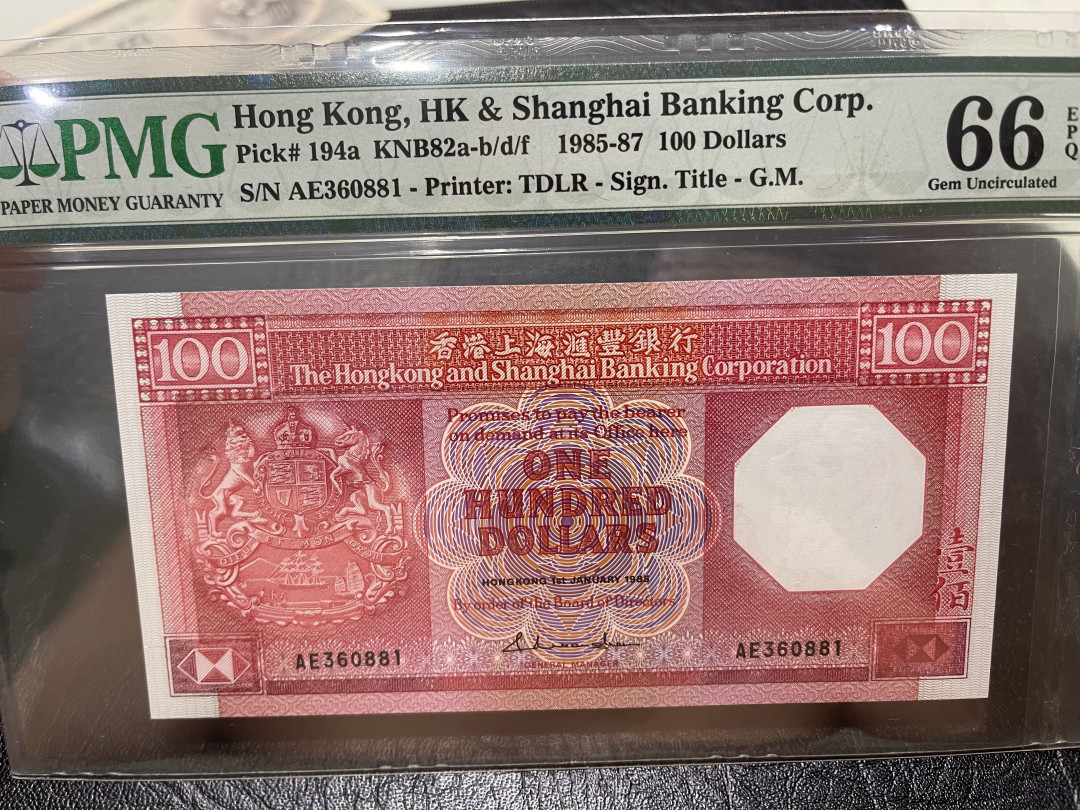 PMG
PAPER MONEY GUARANTY
Hong Kong, HK & Shanghai Banking Corp.
Pick# 194a KNB82a-b/d/f 1985-87 100 Dollars
S/N AE360881 - Printer: TDLR - Sign. Title - G.M.
66
EPQ
Gem Uncirculated
100
香港上海滙豐銀行
100
The Hongkong and Shanghai Banking Corporation
Promises to pay the bearer
on demand at its Office here
ONE
HUNDRED
DOLLARS
HONGKONG 1st JANUARY 1985
By order of the Board of Directors
壹佰
AE360881
GENERAL MANAGER
AE360881